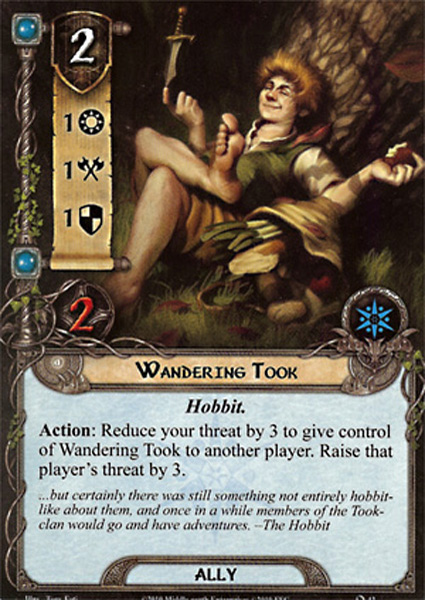 2
1
1
1
2
WANDERING TOOK
Hobbit.
Action: Reduce your threat by 3 to give control
of Wandering Took to another player. Raise that
player's threat by 3.
...but certainly there was still something not entirely hobbit-
like about them, and once in a while members of the Took-
clan would go and have adventures. –The Hobbit
ALLY